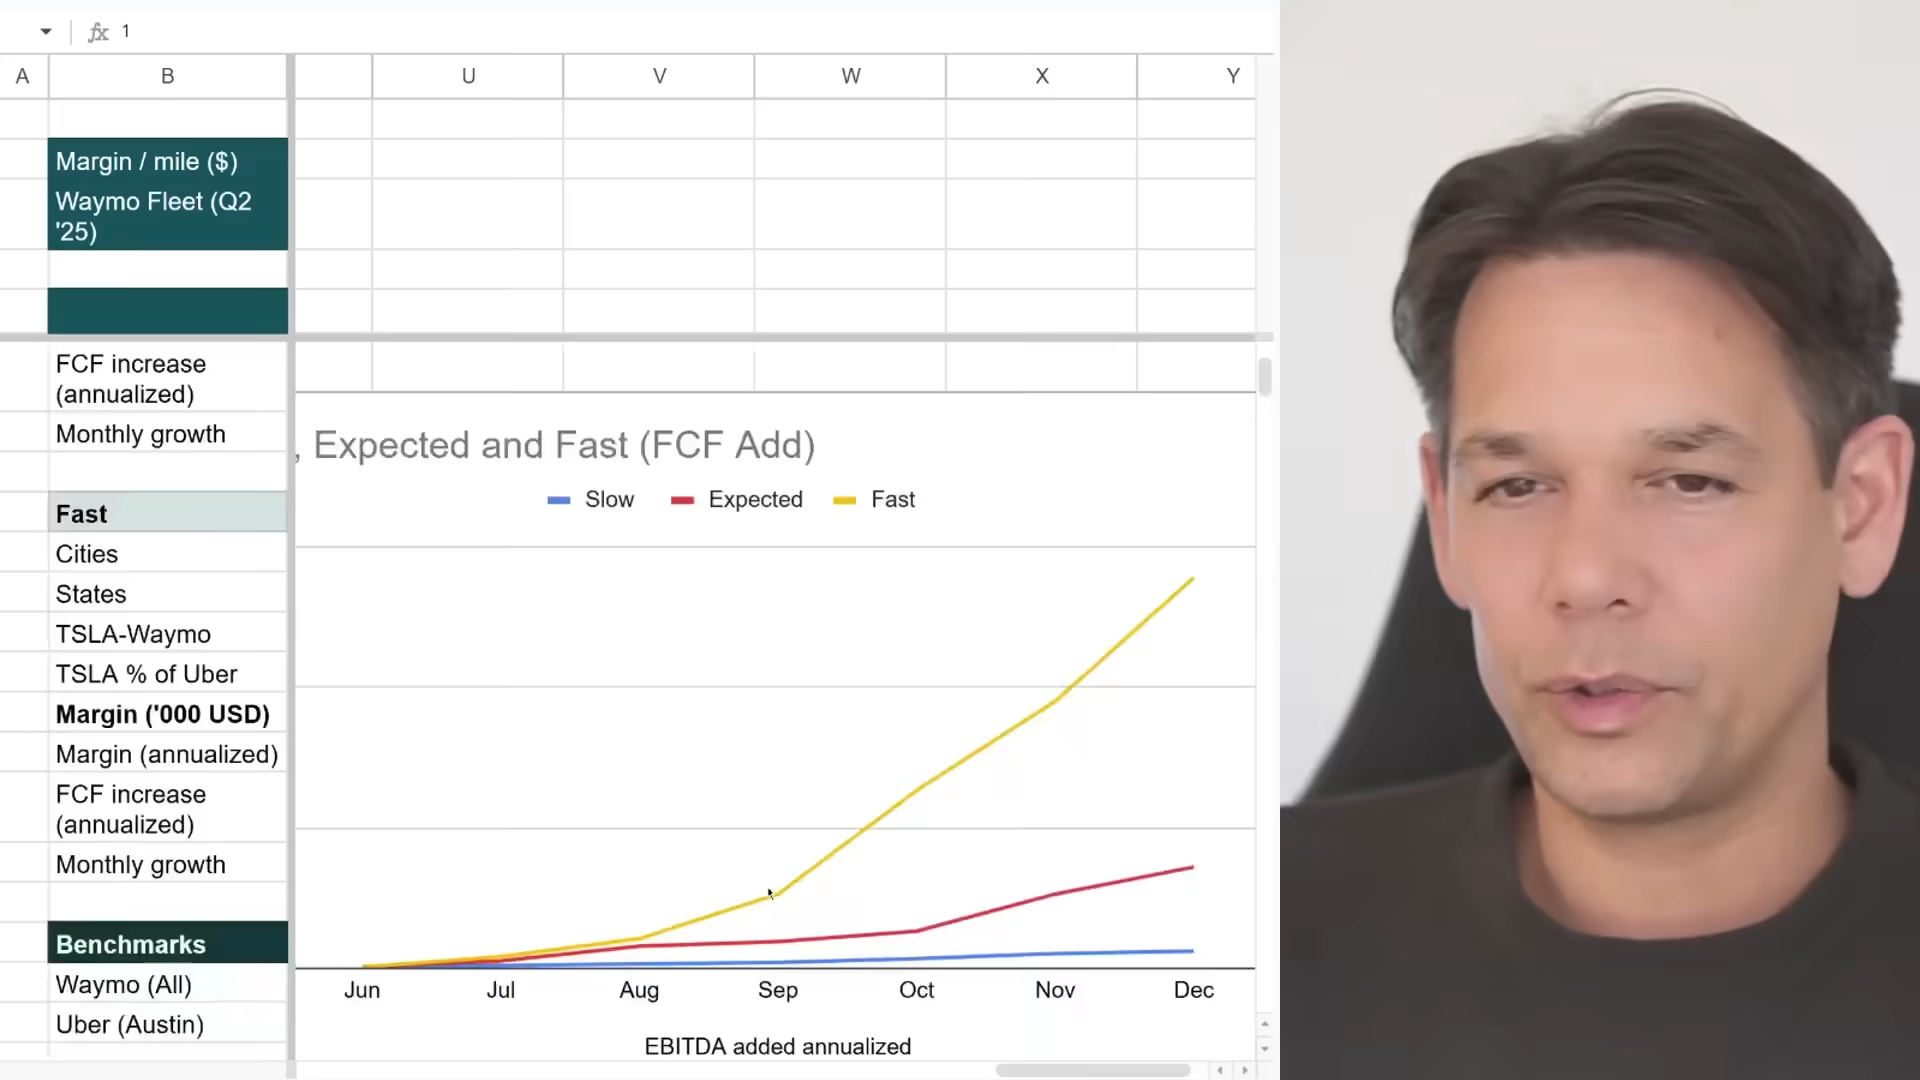 fx 1
A B U V W X Y
Margin / mile ($)
Waymo Fleet (Q2
'25)
FCF increase
(annualized)
Monthly growth
Fast
Cities
States
TSLA-Waymo
TSLA % of Uber
Margin ('000 USD)
Margin (annualized)
FCF increase
(annualized)
Monthly growth
Benchmarks
Waymo (All)
Uber (Austin)
, Expected and Fast (FCF Add)
Slow Expected Fast
Jun Jul Aug Sep Oct Nov Dec
EBITDA added annualized